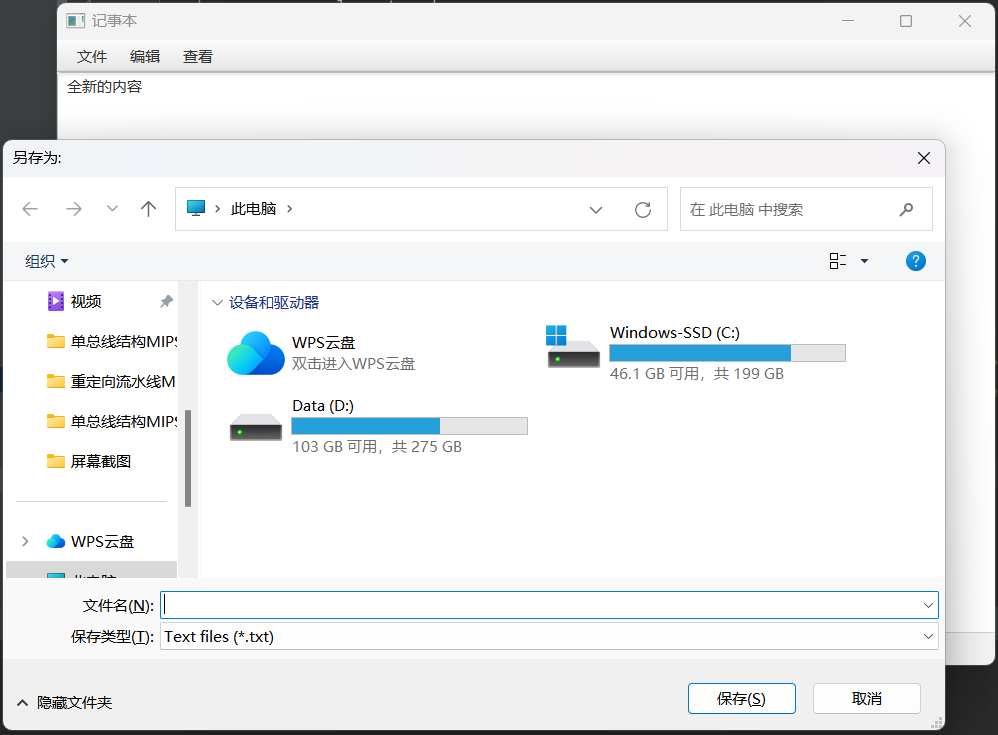 记事本
文件 编辑 查看
全新的内容
另存为:
此电脑
在 此电脑 中搜索
组织
视频
单总线结构MIPS
重定向流水线M
单总线结构MIPS
屏幕截图
WPS云盘
设备和驱动器
WPS云盘
双击进入WPS云盘
Windows-SSD (C:)
46.1 GB 可用，共 199 GB
Data (D:)
103 GB 可用，共 275 GB
文件名(N):
保存类型(T): Text files (*.txt)
隐藏文件夹
保存(S) 取消